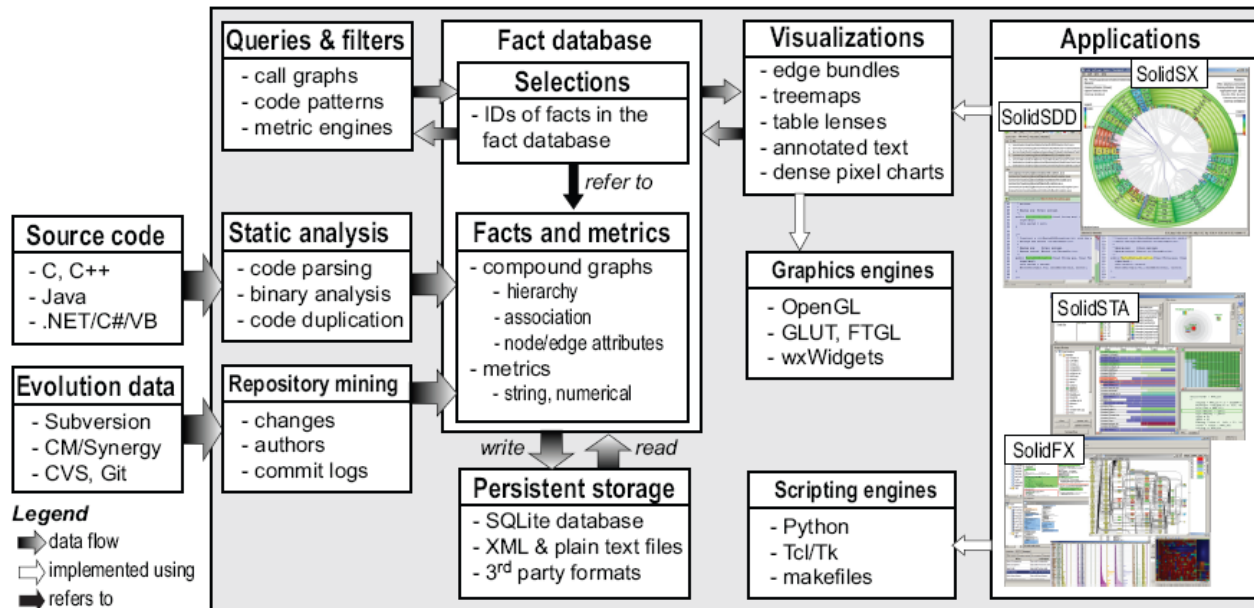 Queries & filters
- call graphs
- code patterns
- metric engines
Fact database
Selections
- IDs of facts in the
fact database
refer to
Visualizations
- edge bundles
- treemaps
- table lenses
- annotated text
- dense pixel charts
Applications
SolidSX
SolidSDD
SolidSTA
SolidFX
Source code
- C, C++
- Java
- .NET/C#/VB
Static analysis
- code parsing
- binary analysis
- code duplication
Facts and metrics
- compound graphs
- hierarchy
- association
- node/edge attributes
- metrics
- string, numerical
Graphics engines
- OpenGL
- GLUT, FTGL
- wxWidgets
Evolution data
- Subversion
- CM/Synergy
- CVS, Git
Repository mining
- changes
- authors
- commit logs
write
read
Persistent storage
- SQLite database
- XML & plain text files
- 3rd party formats
Scripting engines
- Python
- Tcl/Tk
- makefiles
Legend
data flow
implemented using
refers to